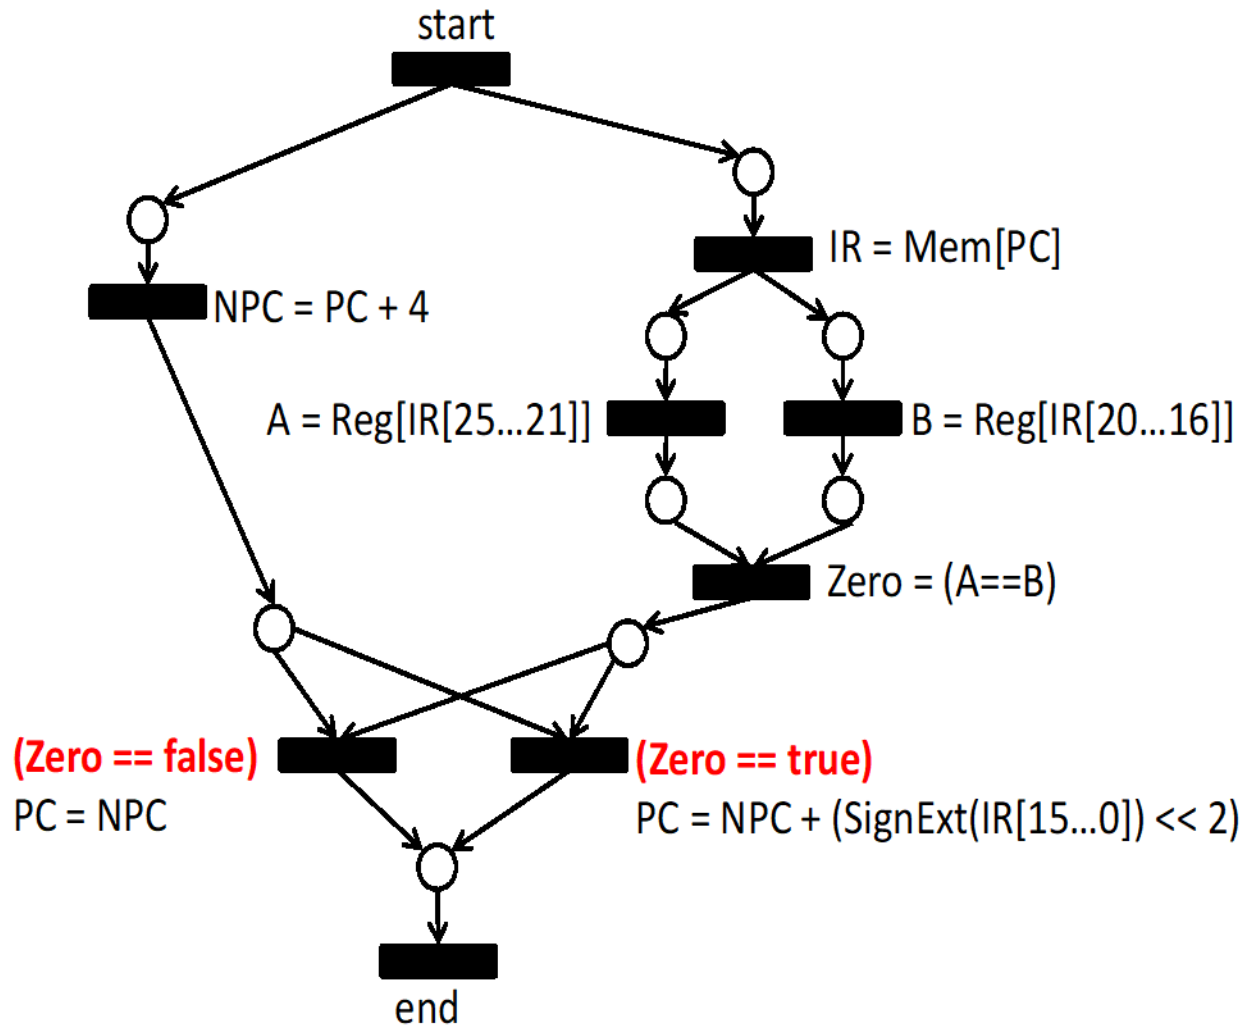 start
IR = Mem[PC]
NPC = PC + 4
A = Reg[IR[25...21]]
B = Reg[IR[20...16]]
Zero = (A==B)
(Zero == false)
PC = NPC
(Zero == true)
PC = NPC + (SignExt(IR[15...0]) << 2)
end